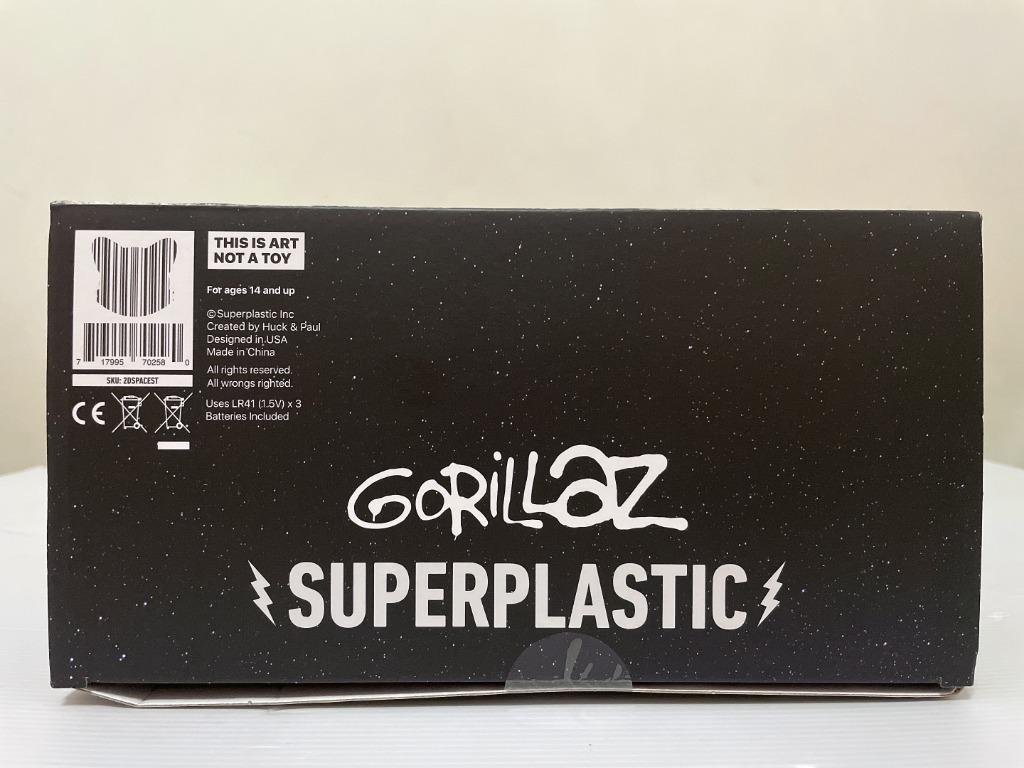 THIS IS ART
NOT A TOY
For ages 14 and up
©Superplastic Inc
Created by Huck & Paul
Designed in USA
Made in China
All rights reserved.
All wrongs righted.
Uses LR41 (1.5V) x 3
Batteries Included
7 17995 70258 0
SKU: ZDSPACEST
CE
GORILLAZ
SUPERPLASTIC